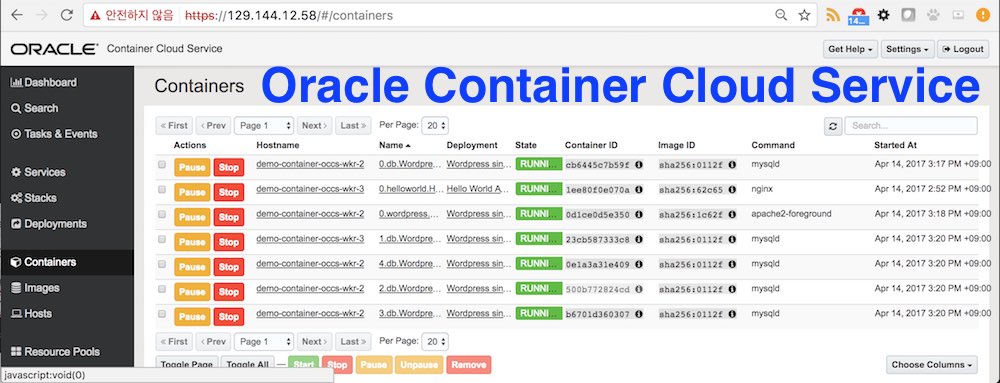 안전하지 않음 https://129.144.12.58/#/containers
14...
ORACLE Container Cloud Service Get Help Settings Logout
Oracle Container Cloud Service
Dashboard
Search
Tasks & Events
Services
Stacks
Deployments
Containers
Images
Hosts
Resource Pools
Containers
« First ‹ Prev Page 1 Next › Last » Per Page: 20 Search...
Actions Hostname Name Deployment State Container ID Image ID Command Started At
Pause Stop demo-container-occs-wkr-2 0.db.Wordpre... Wordpress sin... RUNNI... cb6445c7b59f sha256:0112f mysqld Apr 14, 2017 3:17 PM +09:00
Pause Stop demo-container-occs-wkr-3 0.helloworld.H... Hello World A... RUNNI... 1ee80f0e070a sha256:62c65 nginx Apr 14, 2017 2:52 PM +09:00
Pause Stop demo-container-occs-wkr-2 0.wordpress.... Wordpress sin... RUNNI... 0d1ce0d5e350 sha256:1c62f apache2-foreground Apr 14, 2017 3:18 PM +09:00
Pause Stop demo-container-occs-wkr-3 1.db.Wordpre... Wordpress sin... RUNNI... 23cb587333c8 sha256:0112f mysqld Apr 14, 2017 3:20 PM +09:00
Pause Stop demo-container-occs-wkr-2 4.db.Wordpre... Wordpress sin... RUNNI... 0e1a3a31e409 sha256:0112f mysqld Apr 14, 2017 3:20 PM +09:00
Pause Stop demo-container-occs-wkr-2 2.db.Wordpre... Wordpress sin... RUNNI... 500b772824cd sha256:0112f mysqld Apr 14, 2017 3:20 PM +09:00
Pause Stop demo-container-occs-wkr-2 3.db.Wordpre... Wordpress sin... RUNNI... b6701d360307 sha256:0112f mysqld Apr 14, 2017 3:20 PM +09:00
« First ‹ Prev Page 1 Next › Last » Per Page: 20
Toggle Page Toggle All — Start Stop Pause Unpause Remove Choose Columns
javascript:void(0)